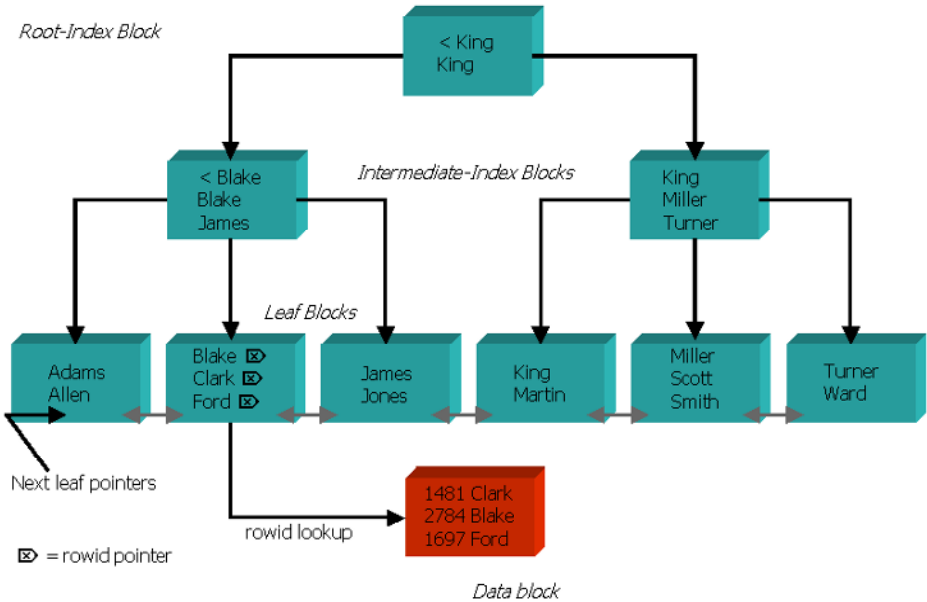 Root-Index Block
< King
King
< Blake
Blake
James
Intermediate-Index Blocks
King
Miller
Turner
Leaf Blocks
Adams
Allen
Blake
Clark
Ford
James
Jones
King
Martin
Miller
Scott
Smith
Turner
Ward
Next leaf pointers
rowid lookup
1481 Clark
2784 Blake
1697 Ford
= rowid pointer
Data block